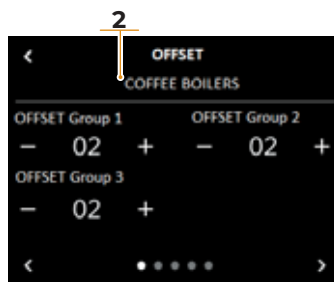 2
OFFSET
COFFEE BOILERS
OFFSET Group 1 OFFSET Group 2
− 02 + − 02 +
OFFSET Group 3
− 02 +